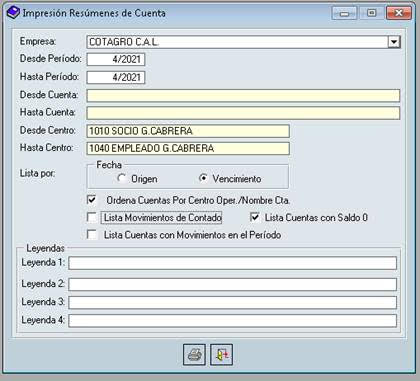 Impresión Resúmenes de Cuenta
Empresa: COTAGRO C.A.L.
Desde Período: 4/2021
Hasta Período: 4/2021
Desde Cuenta:
Hasta Cuenta:
Desde Centro: 1010 SOCIO G.CABRERA
Hasta Centro: 1040 EMPLEADO G.CABRERA
Fecha
Lista por: Origen Vencimiento
Ordena Cuentas Por Centro Oper./Nombre Cta.
Lista Movimientos de Contado Lista Cuentas con Saldo 0
Lista Cuentas con Movimientos en el Período
Leyendas
Leyenda 1:
Leyenda 2:
Leyenda 3:
Leyenda 4: